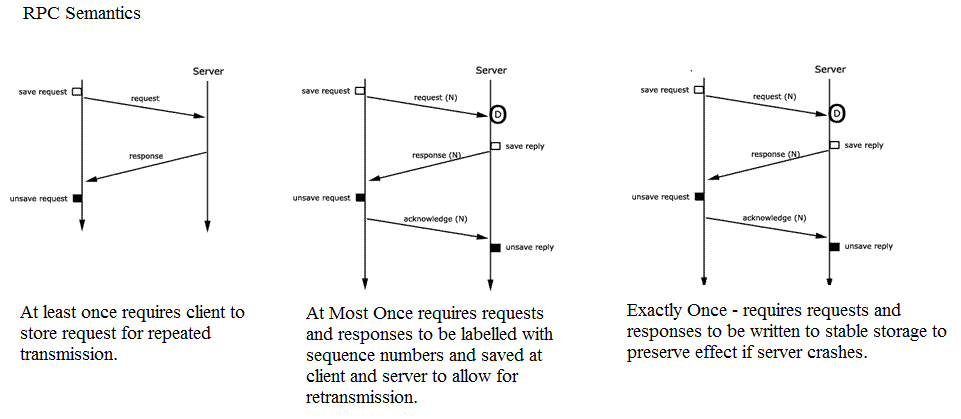 RPC Semantics
Server
save request
request
response
unsave request
At least once requires client to
store request for repeated
transmission.
Server
save request
request (N)
D
save reply
response (N)
unsave request
acknowledge (N)
unsave reply
At Most Once requires requests
and responses to be labelled with
sequence numbers and saved at
client and server to allow for
retransmission.
Server
save request
request (N)
D
save reply
response (N)
unsave request
acknowledge (N)
unsave reply
Exactly Once - requires requests and
responses to be written to stable storage to
preserve effect if server crashes.